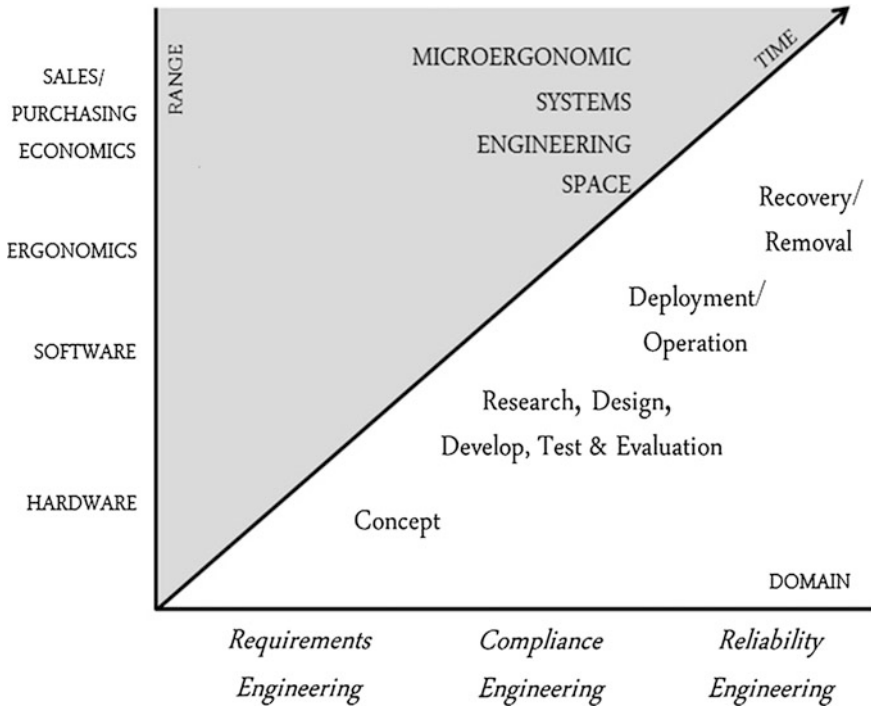 RANGE
TIME
MICROERGONOMIC
SYSTEMS
ENGINEERING
SPACE
SALES/
PURCHASING
ECONOMICS
ERGONOMICS
SOFTWARE
HARDWARE
Recovery/
Removal
Deployment/
Operation
Research, Design,
Develop, Test & Evaluation
Concept
DOMAIN
Requirements
Engineering
Compliance
Engineering
Reliability
Engineering